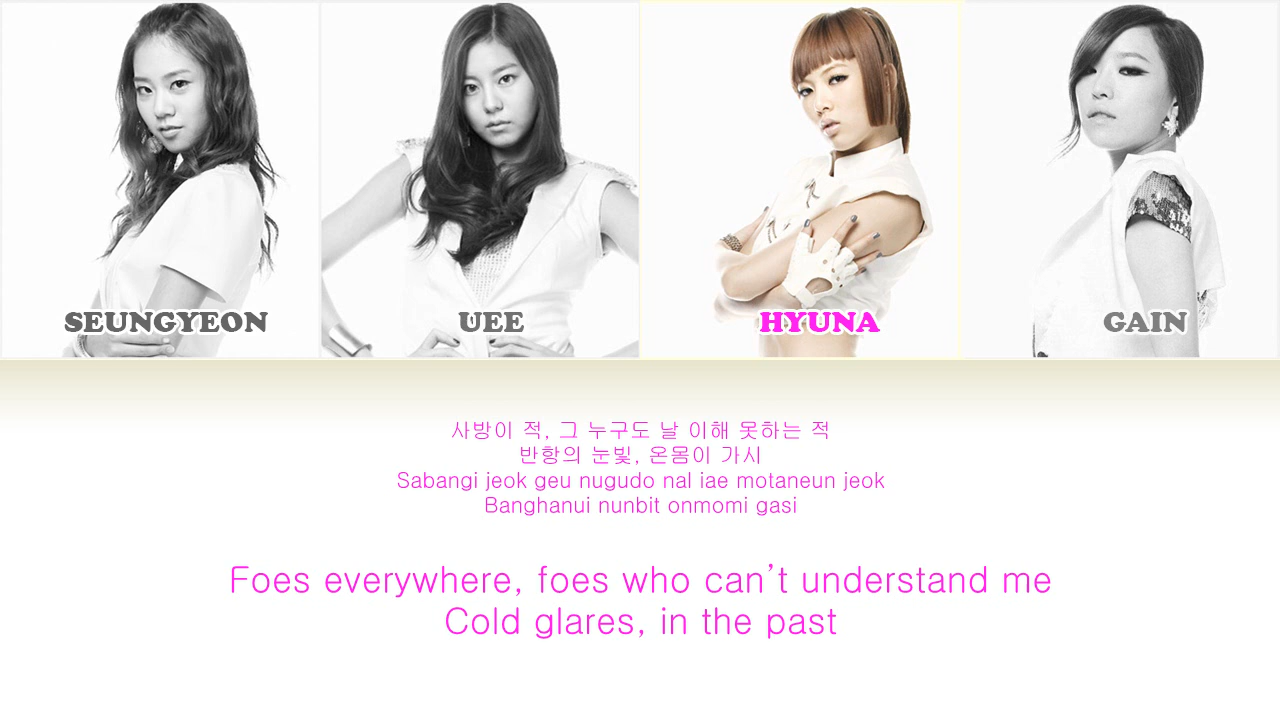 SEUNGYEON
UEE
HYUNA
GAIN
사방이 적, 그 누구도 날 이해 못하는 적
반항의 눈빛, 온몸이 가시
Sabangi jeok geu nugudo nal iae motaneun jeok
Banghanui nunbit onmomi gasi
Foes everywhere, foes who can't understand me
Cold glares, in the past